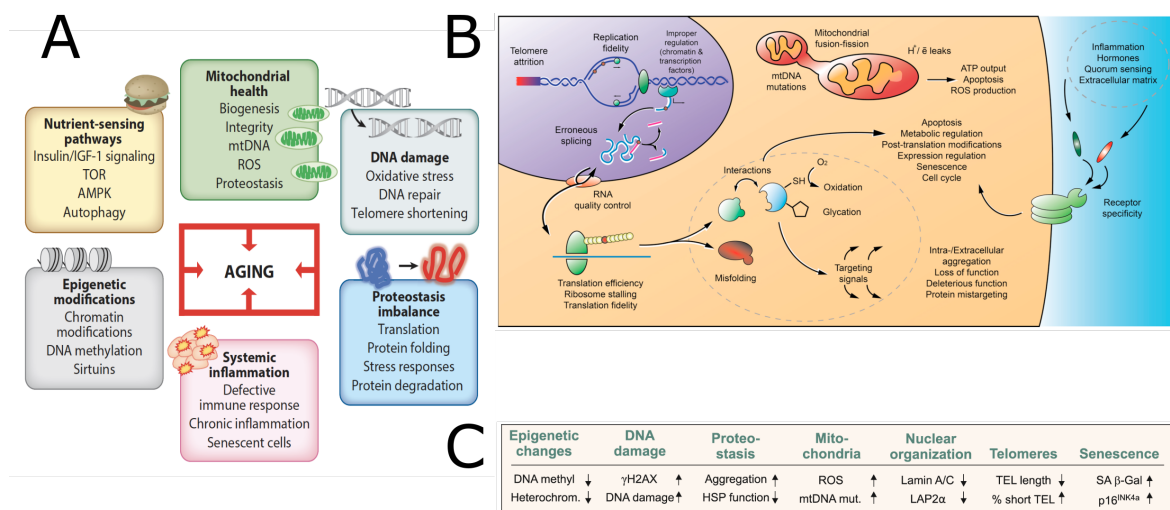 A
Nutrient-sensing
pathways
Insulin/IGF-1 signaling
TOR
AMPK
Autophagy
Mitochondrial
health
Biogenesis
Integrity
mtDNA
ROS
Proteostasis
DNA damage
Oxidative stress
DNA repair
Telomere shortening
Epigenetic
modifications
Chromatin
modifications
DNA methylation
Sirtuins
AGING
Proteostasis
imbalance
Translation
Protein folding
Stress responses
Protein degradation
Systemic
inflammation
Defective
immune response
Chronic inflammation
Senescent cells
B
Telomere
attrition
Replication
fidelity
Improper
regulation
(chromatin &
transcription
factors)
Erroneous
splicing
RNA
quality control
Mitochondrial
fusion-fission
mtDNA
mutations
H⁺/ ē leaks
ATP output
Apoptosis
ROS production
Inflammation
Hormones
Quorum sensing
Extracellular matrix
Apoptosis
Metabolic regulation
Post-translation modifications
Expression regulation
Senescence
Cell cycle
Interactions
SH
O₂
Oxidation
Glycation
Receptor
specificity
Misfolding
Targeting
signals
Translation efficiency
Ribosome stalling
Translation fidelity
Intra-/Extracellular
aggregation
Loss of function
Deleterious function
Protein mistargeting
C
Epigenetic
changes
DNA
damage
Proteo-
stasis
Mito-
chondria
Nuclear
organization
Telomeres
Senescence
DNA methyl ↓ γH2AX ↑ Aggregation ↑ ROS ↑ Lamin A/C ↓ TEL length ↓ SA β-Gal ↑
Heterochrom. ↓ DNA damage ↑ HSP function ↓ mtDNA mut. ↑ LAP2α ↓ % short TEL ↑ p16ᴵᴺᴷ⁴ᵃ ↑